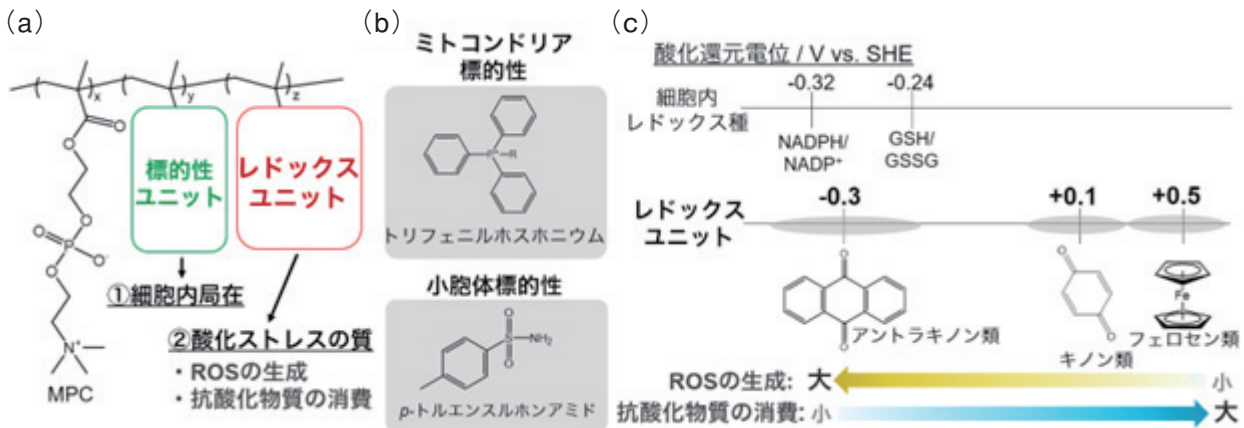 (a)
x
y
z
O
O
標的性
ユニット
レドックス
ユニット
O
O
P
O⁻
O
①細胞内局在
②酸化ストレスの質
・ROSの生成
・抗酸化物質の消費
N⁺
MPC
(b)
ミトコンドリア
標的性
P⁺—R
トリフェニルホスホニウム
小胞体標的性
O
S—NH₂
O
p-トルエンスルホンアミド
(c)
酸化還元電位 / V vs. SHE
-0.32
-0.24
細胞内
レドックス種
NADPH/
NADP⁺
GSH/
GSSG
-0.3
+0.1
+0.5
レドックス
ユニット
O
O
アントラキノン類
O
O
キノン類
Fe
フェロセン類
ROSの生成: 大 小
抗酸化物質の消費: 小 大